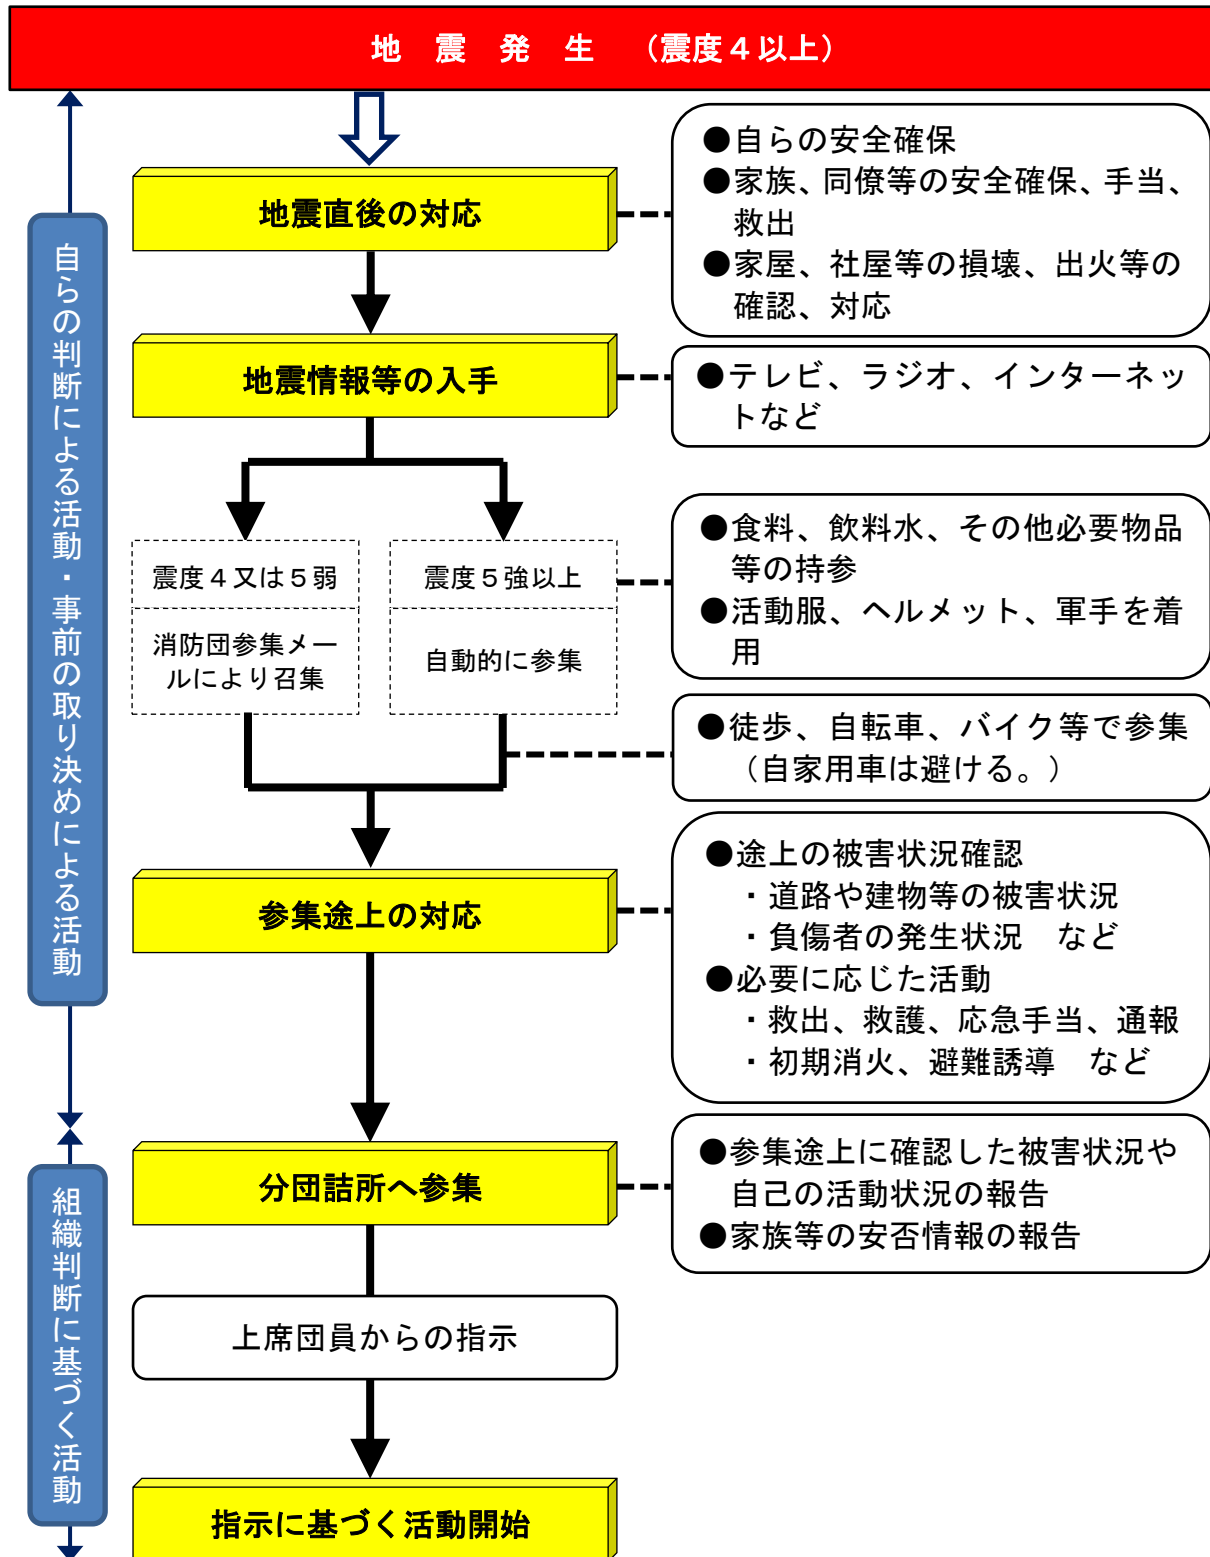 地　震　発　生　（震度４以上）
自らの判断による活動・事前の取り決めによる活動
地震直後の対応
●自らの安全確保
●家族、同僚等の安全確保、手当、
救出
●家屋、社屋等の損壊、出火等の
確認、対応
地震情報等の入手
●テレビ、ラジオ、インターネッ
トなど
震度４又は５弱
消防団参集メー
ルにより召集
震度５強以上
自動的に参集
●食料、飲料水、その他必要物品
等の持参
●活動服、ヘルメット、軍手を着
用
●徒歩、自転車、バイク等で参集
（自家用車は避ける。）
参集途上の対応
●途上の被害状況確認
・道路や建物等の被害状況
・負傷者の発生状況　など
●必要に応じた活動
・救出、救護、応急手当、通報
・初期消火、避難誘導　など
組織判断に基づく活動
分団詰所へ参集
●参集途上に確認した被害状況や
自己の活動状況の報告
●家族等の安否情報の報告
上席団員からの指示
指示に基づく活動開始